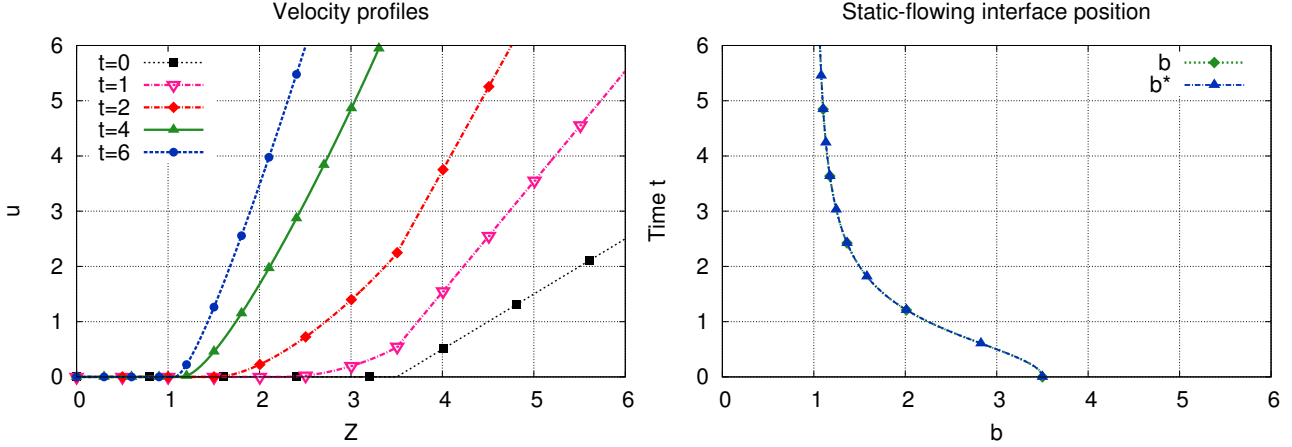 Velocity profiles
6
5
4
3
2
1
0
u
t=0
t=1
t=2
t=4
t=6
0 1 2 3 4 5 6
Z
Static-flowing interface position
6
5
4
3
2
1
0
Time t
b
b*
0 1 2 3 4 5 6
b